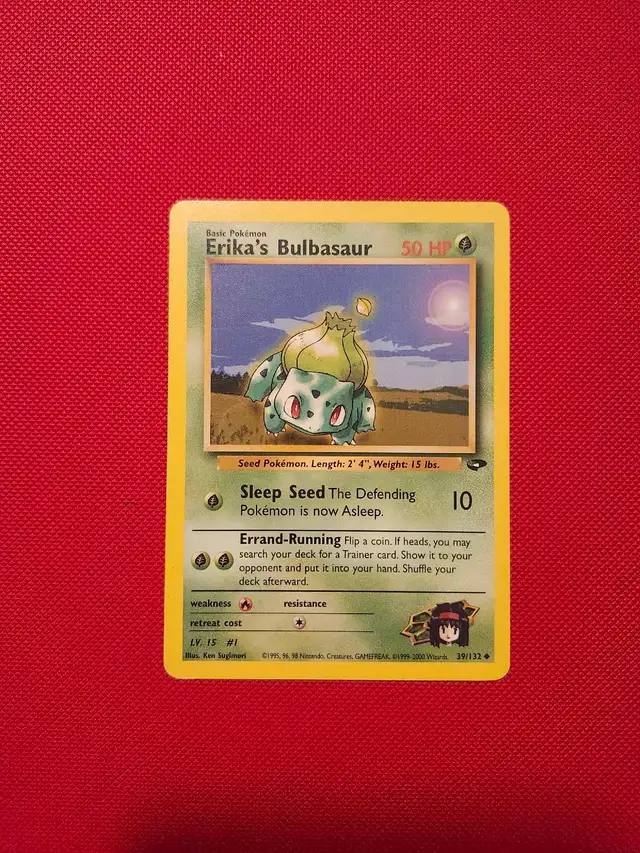 Basic Pokémon
Erika's Bulbasaur 50 HP
Seed Pokémon. Length: 2' 4", Weight: 15 lbs.
Sleep Seed The Defending 10
Pokémon is now Asleep.
Errand-Running Flip a coin. If heads, you may
search your deck for a Trainer card. Show it to your
opponent and put it into your hand. Shuffle your
deck afterward.
weakness resistance
retreat cost
LV. 15 #1
Illus. Ken Sugimori ©1995, 96, 98 Nintendo, Creatures, GAMEFREAK. ©1999-2000 Wizards. 39/132